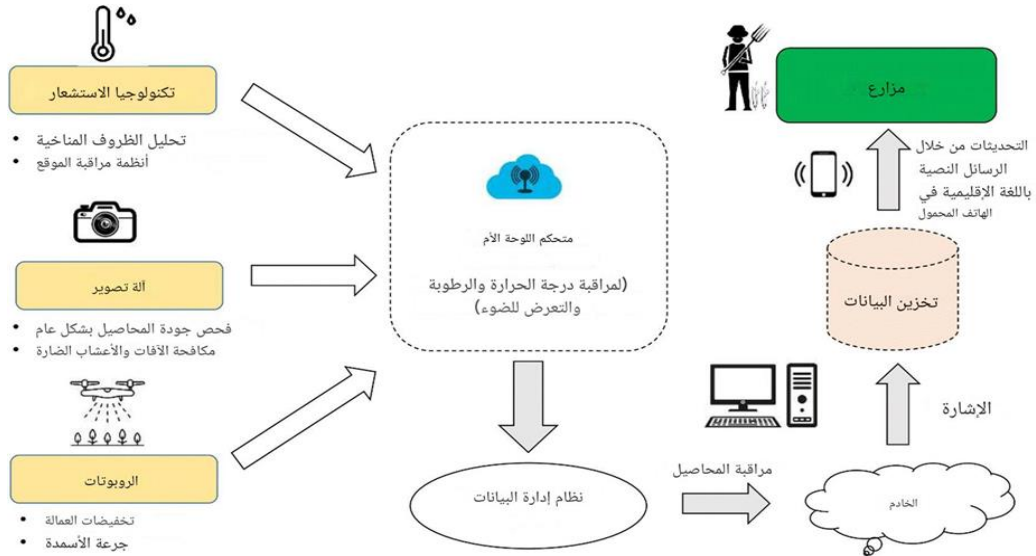 تكنولوجيا الاستشعار
تحليل الظروف المناخية
أنظمة مراقبة الموقع
آلة تصوير
فحص جودة المحاصيل بشكل عام
مكافحة الآفات والأعشاب الضارة
الروبوتات
تخفيضات العمالة
جرعة الأسمدة
متحكم اللوحة الأم
(لمراقبة درجة الحرارة والرطوبة
والتعرض للضوء)
نظام إدارة البيانات
مراقبة المحاصيل
الخادم
الإشارة
تخزين البيانات
التحديثات من خلال
الرسائل النصية
باللغة الإقليمية في
الهاتف المحمول
مزارع